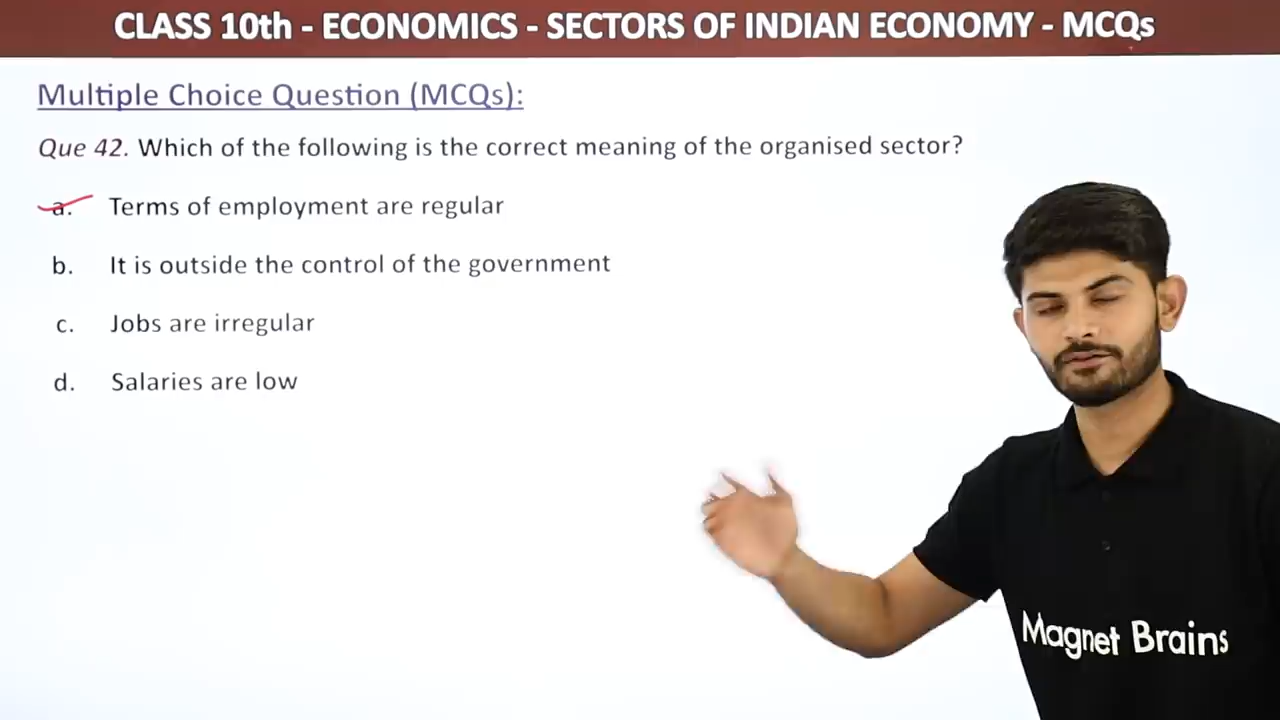 CLASS 10th - ECONOMICS - SECTORS OF INDIAN ECONOMY - MCQs
Multiple Choice Question (MCQs):
Que 42. Which of the following is the correct meaning of the organised sector?
a. Terms of employment are regular
b. It is outside the control of the government
c. Jobs are irregular
d. Salaries are low
Magnet Brains